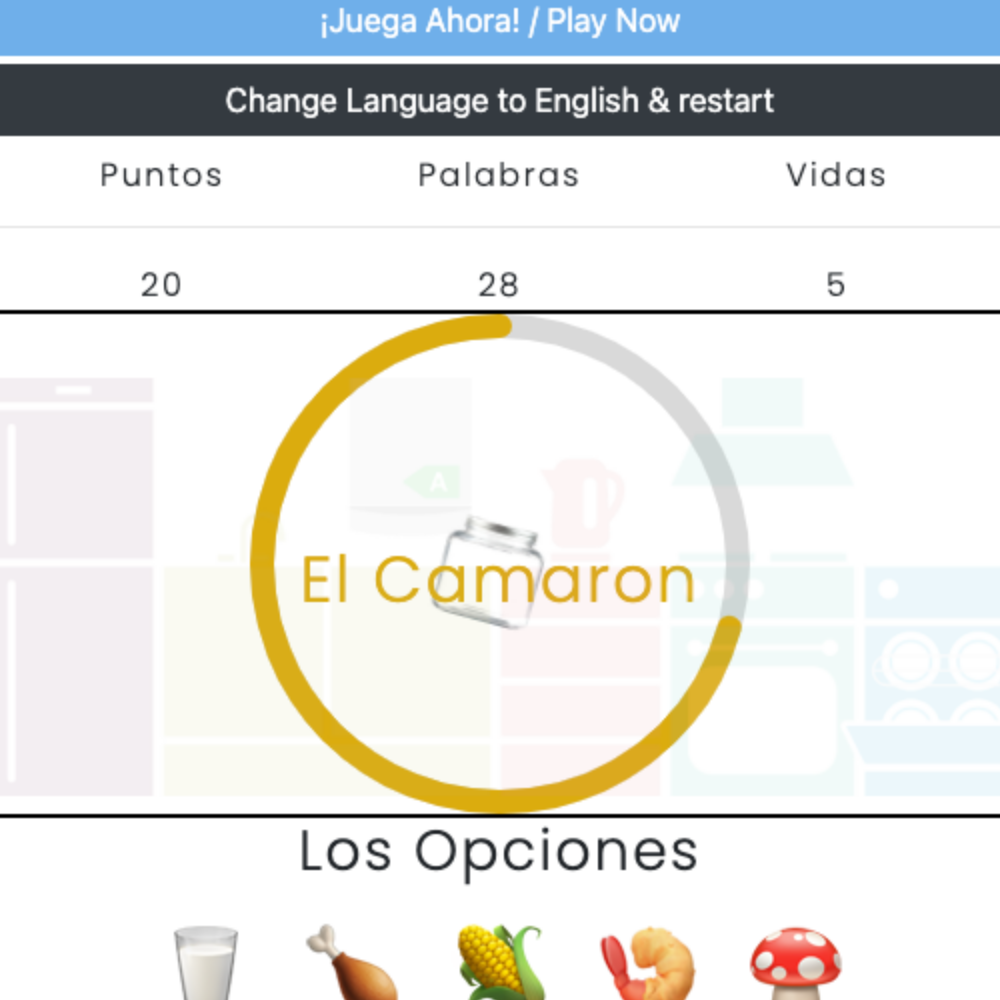 ¡Juega Ahora! / Play Now
Change Language to English & restart
Puntos Palabras Vidas
20 28 5
A
El Camaron
Los Opciones